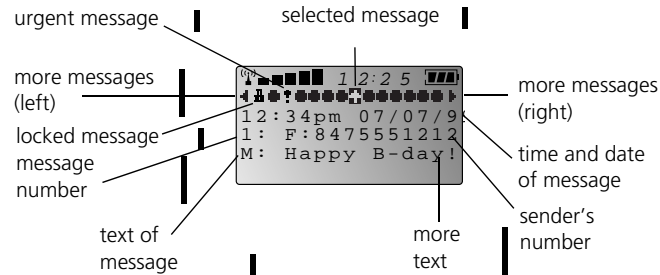 urgent message
selected message
12:25
more messages
(left)
more messages
(right)
12:34pm 07/07/9
locked message
1: F:8475551212
message
number
M: Happy B-day!
time and date
of message
sender's
number
text of
message
more
text